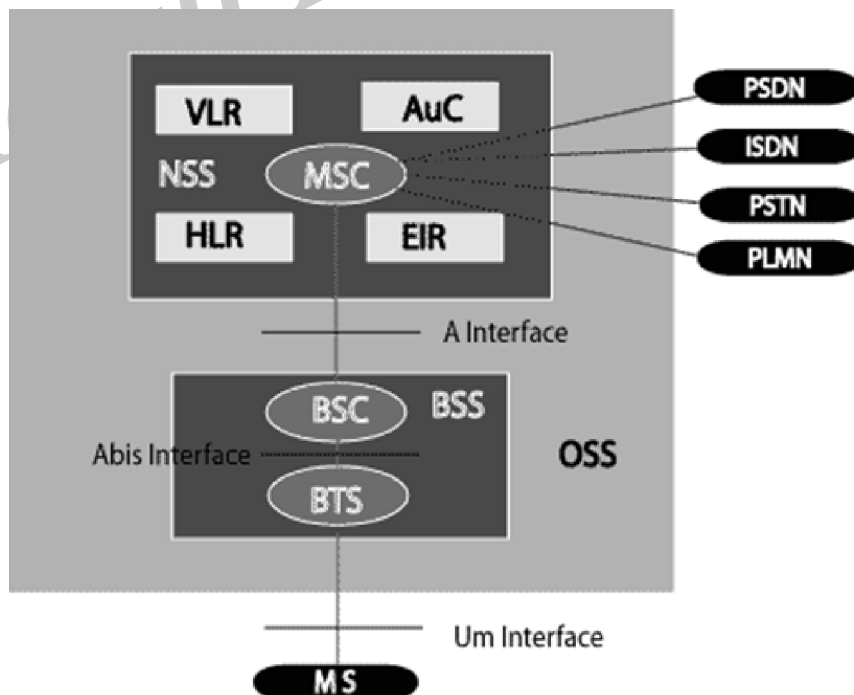 VLR
AuC
NSS
MSC
HLR
EIR
PSDN
ISDN
PSTN
PLMN
A Interface
BSC
BSS
Abis Interface
BTS
OSS
Um Interface
MS